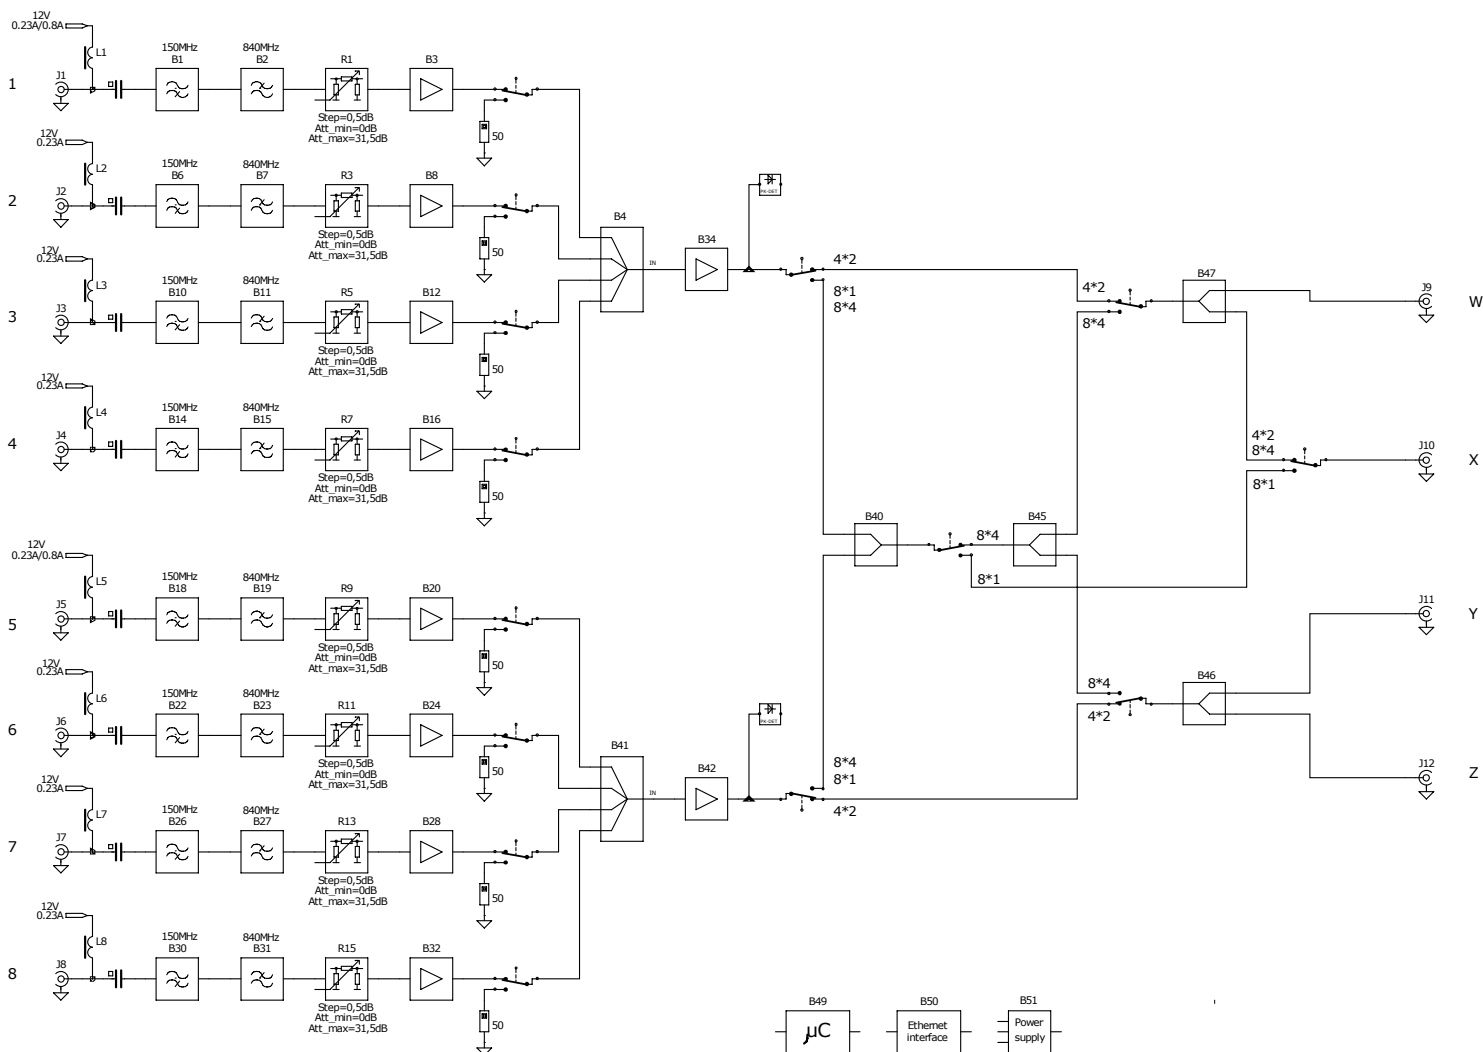 12V
0.23A/0.8A
L1
150MHz
B1
840MHz
B2
R1
B3
J1
1
Step=0,5dB
Att_min=0dB
Att_max=31,5dB
50
12V
0.23A
L2
150MHz
B6
840MHz
B7
R3
B8
J2
2
Step=0,5dB
Att_min=0dB
Att_max=31,5dB
50
12V
0.23A
L3
150MHz
B10
840MHz
B11
R5
B12
J3
3
Step=0,5dB
Att_min=0dB
Att_max=31,5dB
50
12V
0.23A
L4
150MHz
B14
840MHz
B15
R7
B16
J4
4
Step=0,5dB
Att_min=0dB
Att_max=31,5dB
50
B4
IN
B34
PK-DET
4*2
8*1
8*4
4*2
8*4
B47
J9
W
4*2
8*4
8*1
J10
X
B40
8*4
8*1
B45
12V
0.23A/0.8A
L5
150MHz
B18
840MHz
B19
R9
B20
J5
5
Step=0,5dB
Att_min=0dB
Att_max=31,5dB
50
12V
0.23A
L6
150MHz
B22
840MHz
B23
R11
B24
J6
6
Step=0,5dB
Att_min=0dB
Att_max=31,5dB
50
12V
0.23A
L7
150MHz
B26
840MHz
B27
R13
B28
J7
7
Step=0,5dB
Att_min=0dB
Att_max=31,5dB
50
12V
0.23A
L8
150MHz
B30
840MHz
B31
R15
B32
J8
8
Step=0,5dB
Att_min=0dB
Att_max=31,5dB
50
B41
IN
B42
PK-DET
8*4
8*1
4*2
8*4
4*2
B46
J11
Y
J12
Z
B49
µC
B50
Ethernet
interface
B51
Power
supply